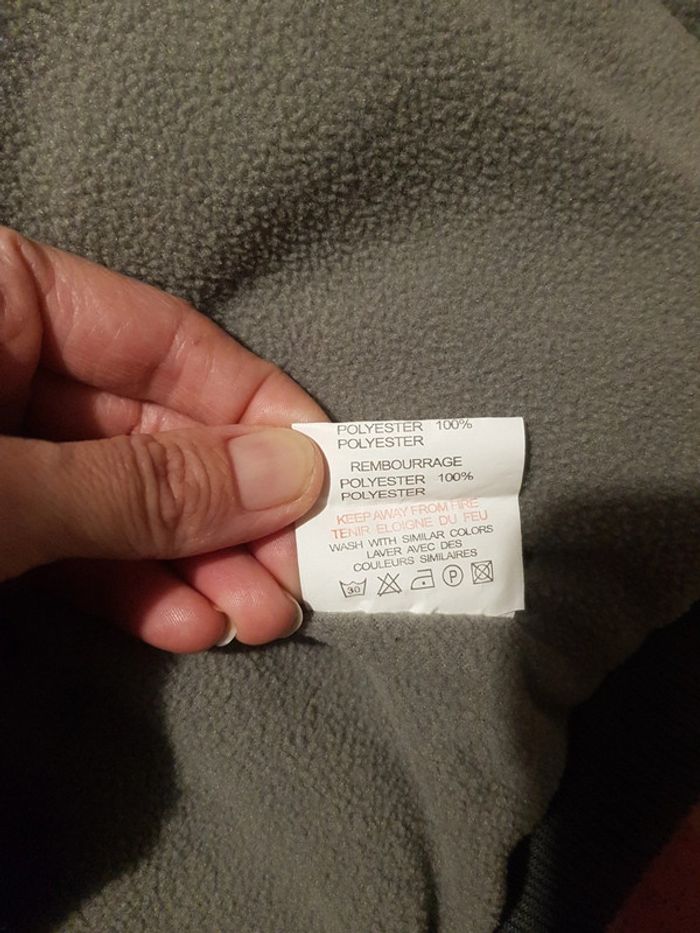 POLYESTER 100%
POLYESTER
REMBOURRAGE
POLYESTER 100%
POLYESTER
KEEP AWAY FROM FIRE
TENIR ELOIGNE DU FEU
WASH WITH SIMILAR COLORS
LAVER AVEC DES
COULEURS SIMILAIRES
30 P